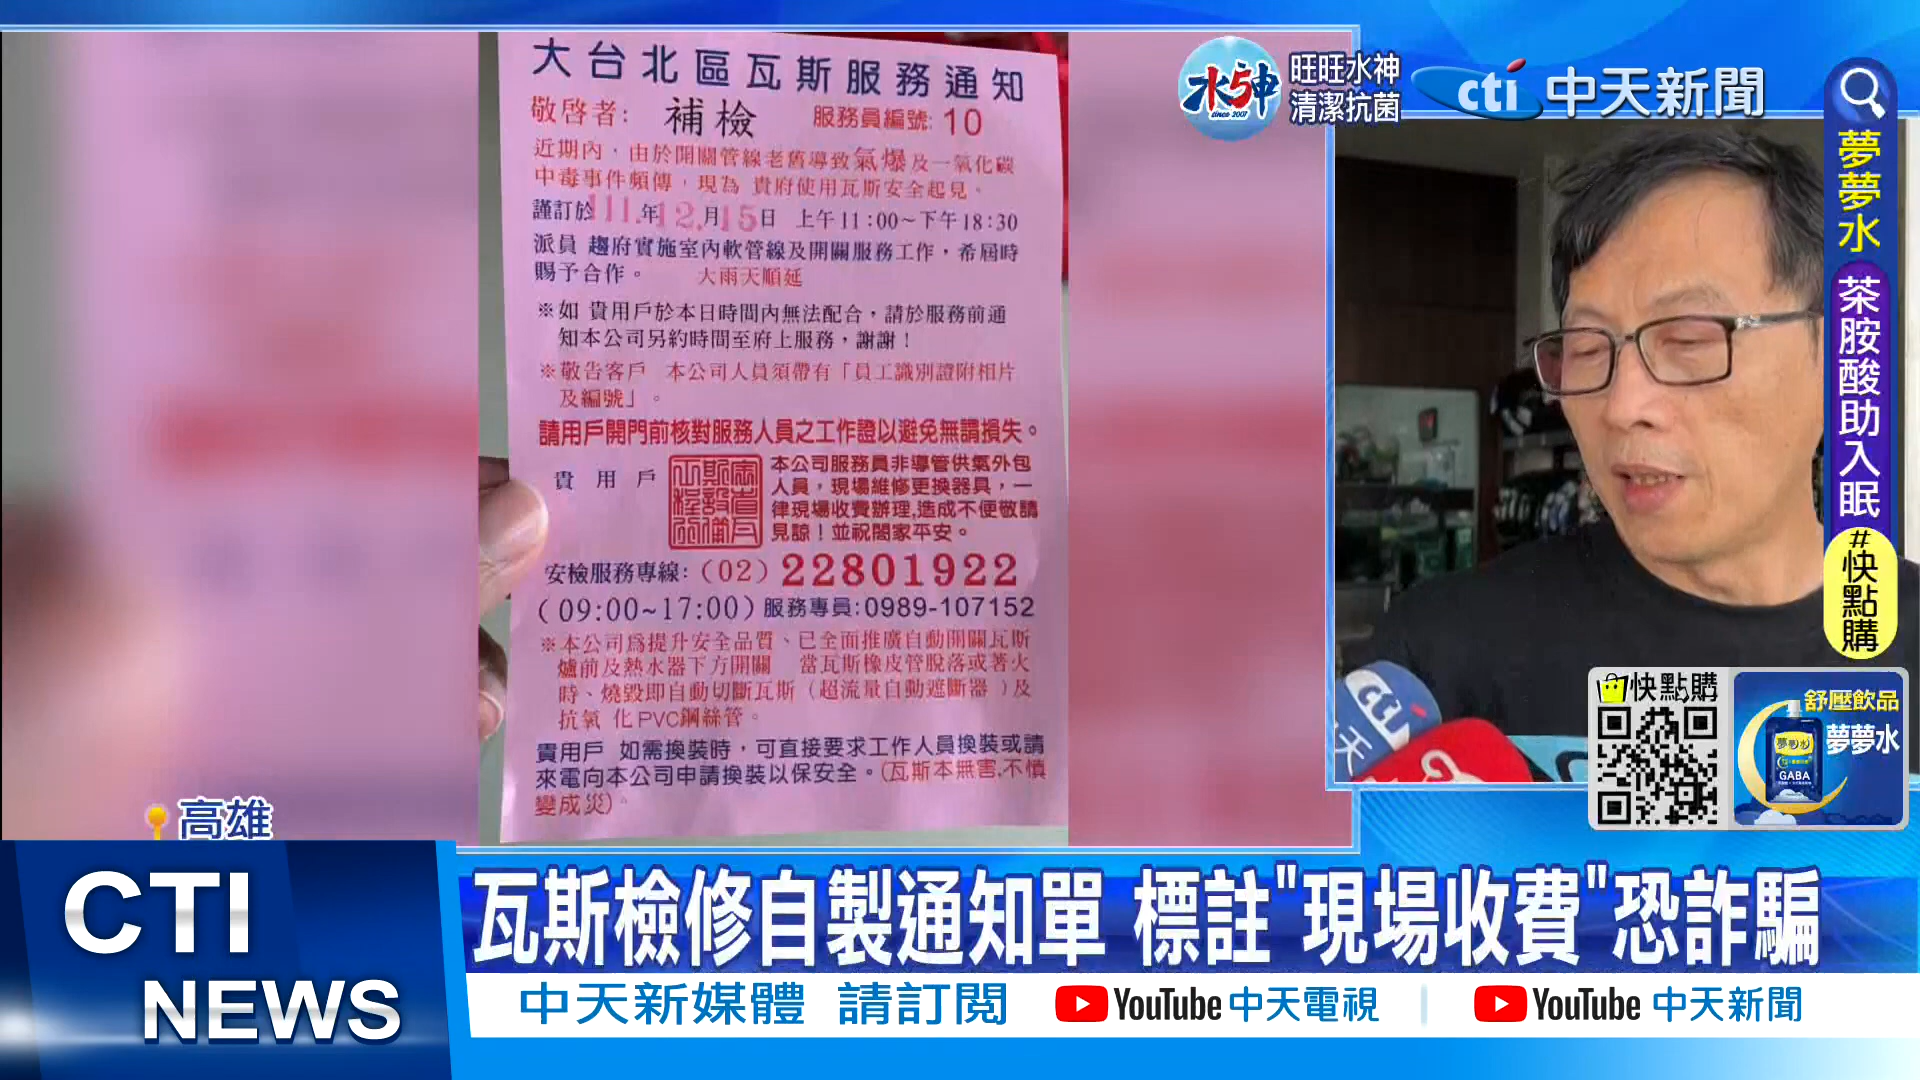 大台北區瓦斯服務通知
敬啓者: 補檢 服務員編號: 10
近期內，由於開關管線老舊導致氣爆及一氧化碳
中毒事件頻傳，現為 貴府使用瓦斯安全起見。
謹訂於111.年12.月15日 上午11:00~下午18:30
派員 趨府實施室內軟管線及開關服務工作，希屆時
賜予合作。 大雨天順延
※如 貴用戶於本日時間內無法配合，請於服務前通
知本公司另約時間至府上服務，謝謝！
※敬告客戶 本公司人員須帶有「員工識別證附相片
及編號」。
請用戶開門前核對服務人員之工作證以避免無謂損失。
貴用戶
本公司服務員非導管供氣外包
人員，現場維修更換器具，一
律現場收費辦理,造成不便敬請
見諒！並祝閤家平安。
安檢服務專線:(02)22801922
(09:00~17:00)服務專員:0989-107152
※本公司為提升安全品質、已全面推廣自動開關瓦斯
爐前及熱水器下方開關 當瓦斯橡皮管脫落或著火
時、燒毀即自動切斷瓦斯（超流量自動遮斷器 ）及
抗氧 化PVC鋼絲管。
貴用戶 如需換裝時，可直接要求工作人員換裝或請
來電向本公司申請換裝以保安全。(瓦斯本無害,不慎
變成災)。
高雄
水神
since 2007
旺旺水神
清潔抗菌
cti 中天新聞
夢夢水
茶胺酸助入眠
#快點購
cti
天
快點購
舒壓飲品
夢夢水
夢夢水
GABA
CTI
NEWS
瓦斯檢修自製通知單 標註"現場收費"恐詐騙
中天新媒體 請訂閱 YouTube 中天電視 | YouTube 中天新聞